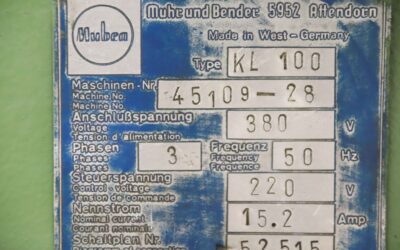 Muhr und Bender 5952 Attendorn
Mubea
Made in West-Germany
Type KL 100
Maschinen-Nr. 45109-28
Machine No.
Machine No.
Anschlußspannung 380 V
Voltage
Tension d'alimentation
Phasen 3 Frequenz 50 Hz
Phases Frequency
Phases Frequence
Steuerspannung 220 V
Control-voltage
Tension de commande
Nennstrom 15.2 Amp.
Nominal current
Courant nominal
Schaltplan Nr.